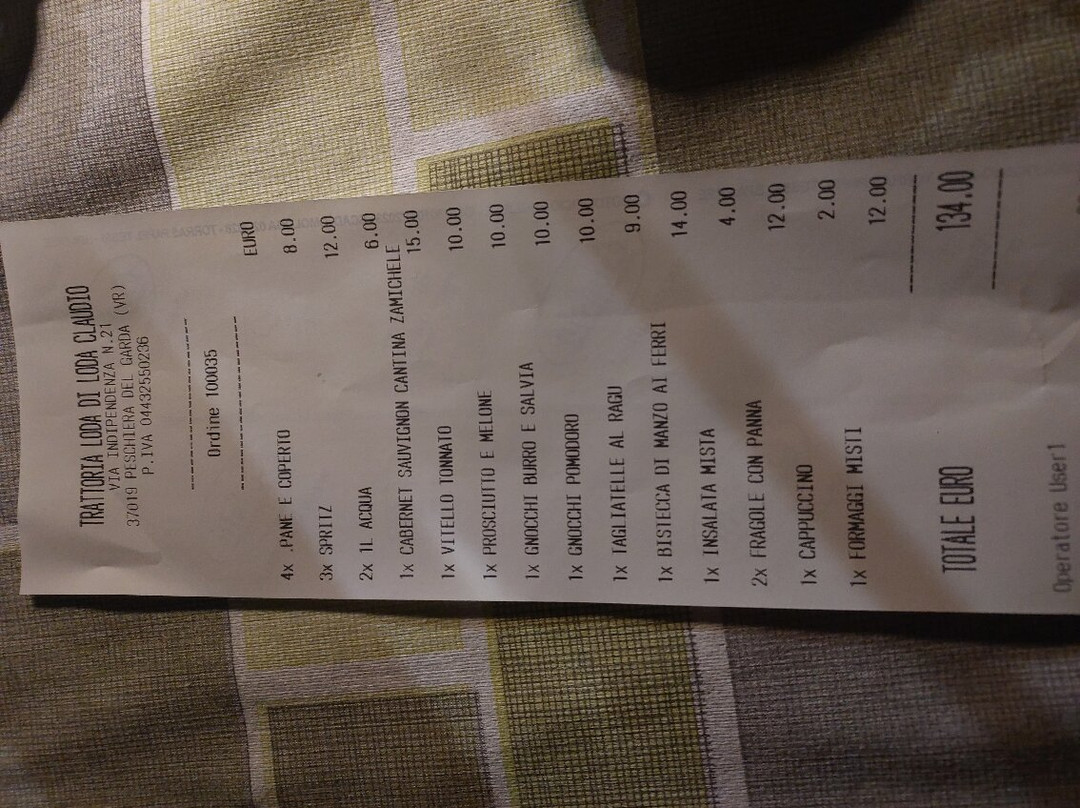 TRATTORIA LODA DI LODA CLAUDIO
VIA INDIPENDENZA N.21
37019 PESCHIERA DEL GARDA (VR)
P.IVA 04432550236
--------------------
Ordine 100035
--------------------
EURO
4x .PANE E COPERTO 8.00
3x SPRITZ 12.00
2x 1L ACQUA 6.00
1x CABERNET SAUVIGNON CANTINA ZAMICHELE 15.00
1x VITELLO TONNATO 10.00
1x PROSCIUTTO E MELONE 10.00
1x GNOCCHI BURRO E SALVIA 10.00
1x GNOCCHI POMODORO 10.00
1x TAGLIATELLE AL RAGU 9.00
1x BISTECCA DI MANZO AI FERRI 14.00
1x INSALATA MISTA 4.00
2x FRAGOLE CON PANNA 12.00
1x CAPPUCCINO 2.00
1x FORMAGGI MISTI 12.00
--------------
TOTALE EURO 134.00
--------------
Operatore User1